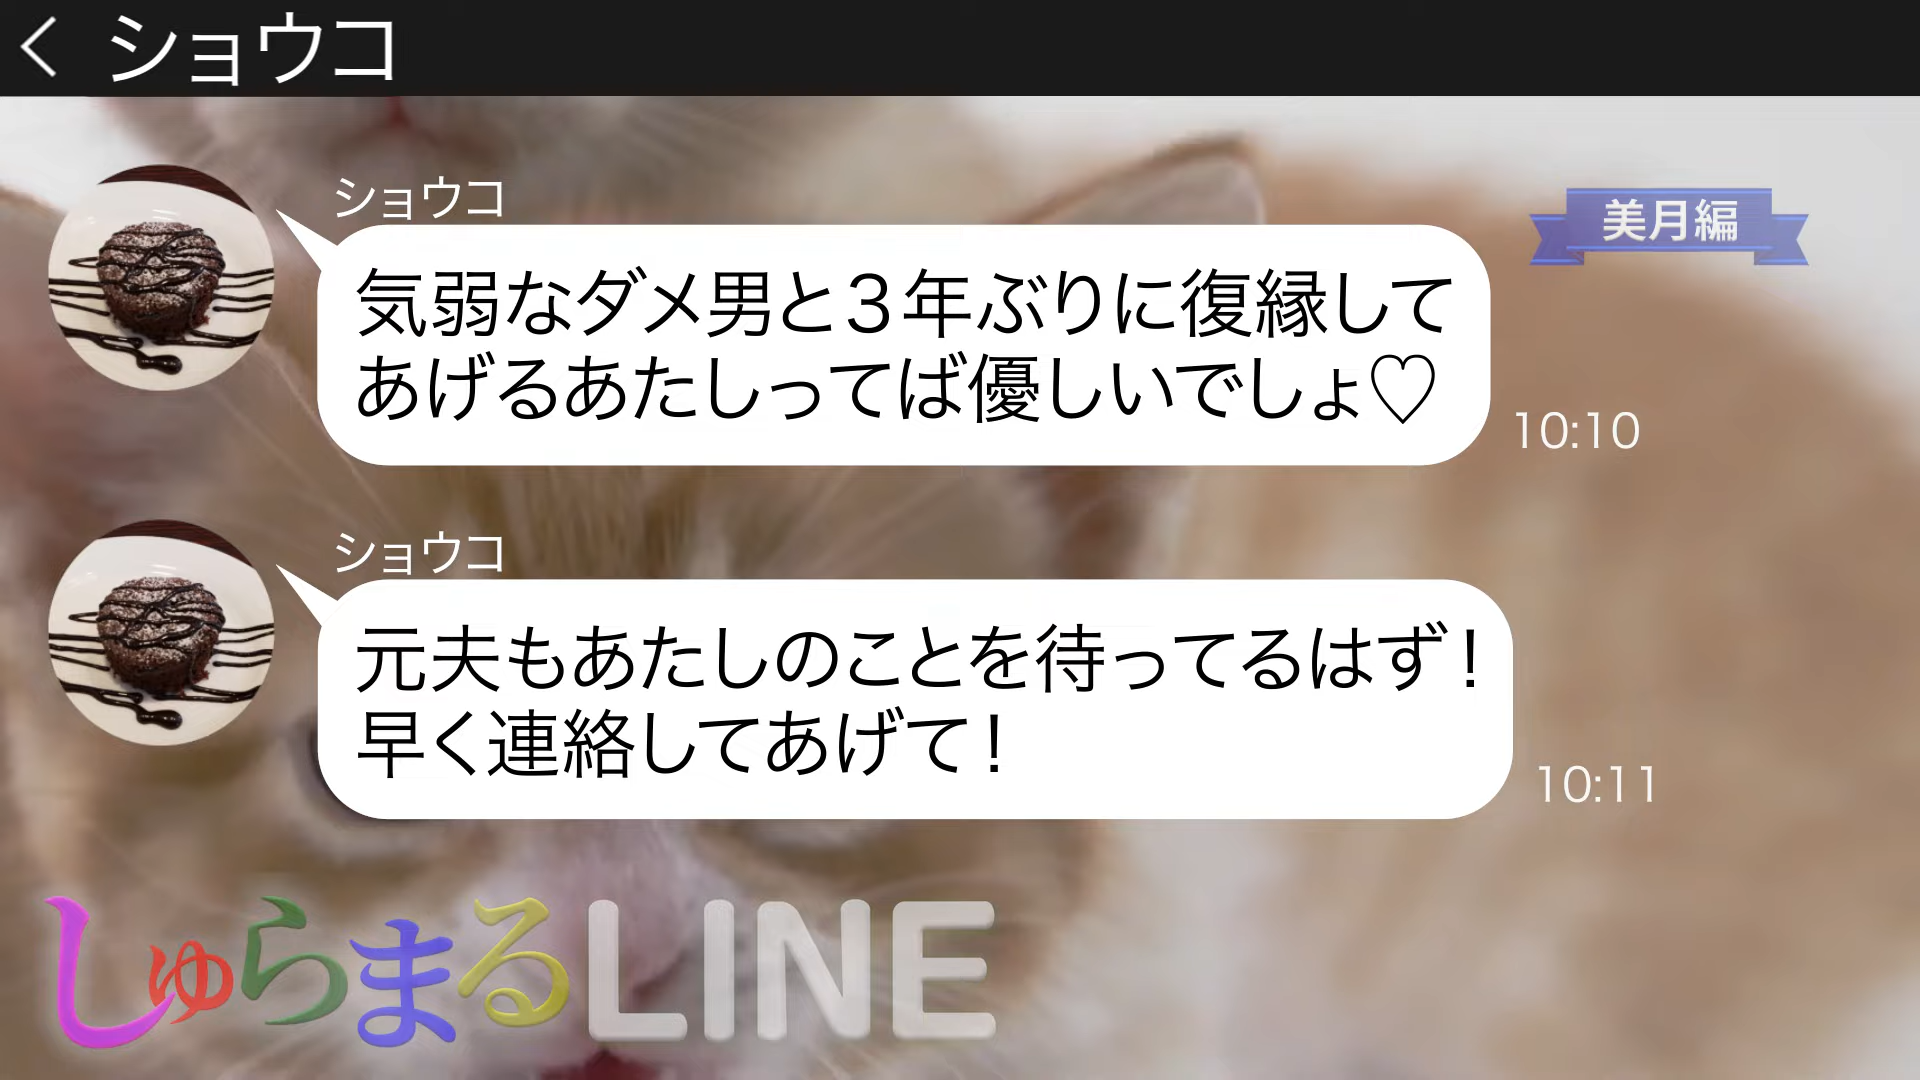 ショウコ
ショウコ
美月編
気弱なダメ男と3年ぶりに復縁して
あげるあたしってば優しいでしょ♡
10:10
ショウコ
元夫もあたしのことを待ってるはず！
早く連絡してあげて！
10:11
しゅらまるLINE